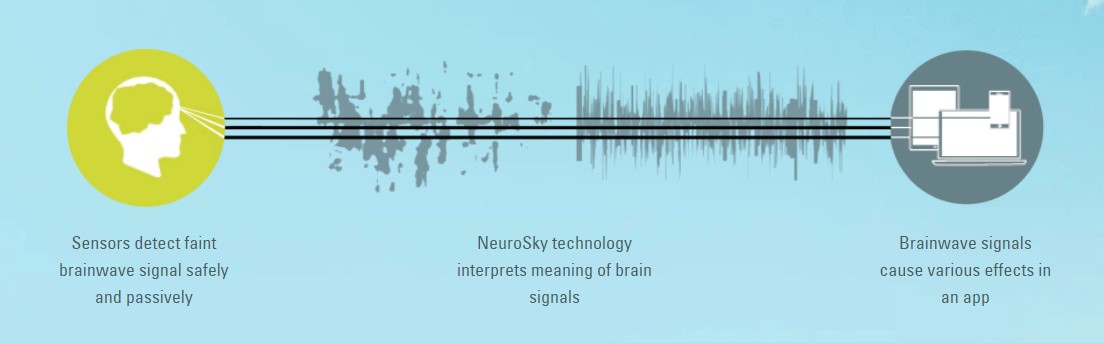 Sensors detect faint
brainwave signal safely
and passively
NeuroSky technology
interprets meaning of brain
signals
Brainwave signals
cause various effects in
an app